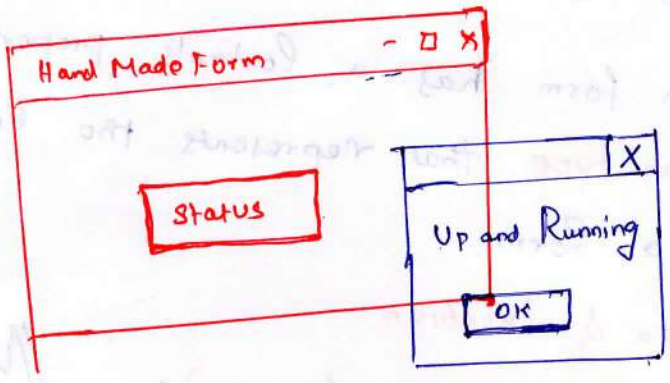 Hand Made Form - □ X
Status
X
Up and Running
OK